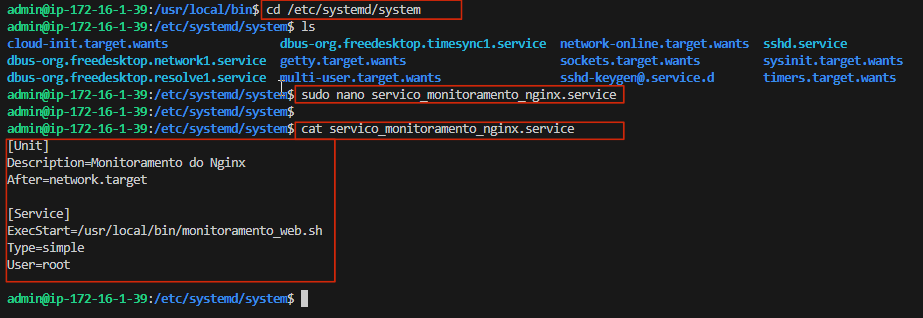 admin@ip-172-16-1-39:/usr/local/bin$ cd /etc/systemd/system
admin@ip-172-16-1-39:/etc/systemd/system$ ls
cloud-init.target.wants dbus-org.freedesktop.timesync1.service network-online.target.wants sshd.service
dbus-org.freedesktop.network1.service getty.target.wants sockets.target.wants sysinit.target.wants
dbus-org.freedesktop.resolve1.service multi-user.target.wants sshd-keygen@.service.d timers.target.wants
admin@ip-172-16-1-39:/etc/systemd/system$ sudo nano servico_monitoramento_nginx.service
admin@ip-172-16-1-39:/etc/systemd/system$
admin@ip-172-16-1-39:/etc/systemd/system$ cat servico_monitoramento_nginx.service
[Unit]
Description=Monitoramento do Nginx
After=network.target
[Service]
ExecStart=/usr/local/bin/monitoramento_web.sh
Type=simple
User=root
admin@ip-172-16-1-39:/etc/systemd/system$